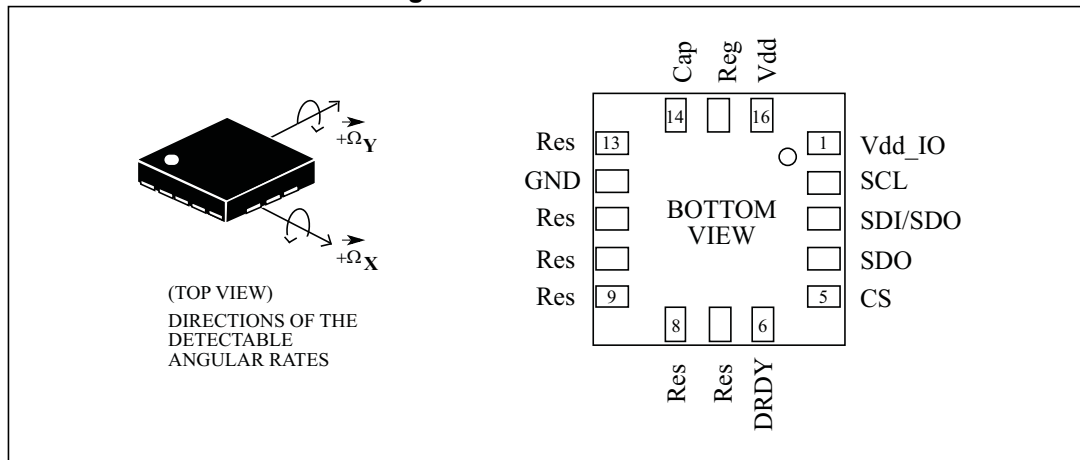 g
+ΩY
+ΩX
(TOP VIEW)
DIRECTIONS OF THE
DETECTABLE
ANGULAR RATES
Cap
Reg
Vdd
14
16
Res
13
1
Vdd_IO
GND
SCL
Res
SDI/SDO
BOTTOM
VIEW
Res
SDO
Res
9
5
CS
8
6
Res
Res
DRDY